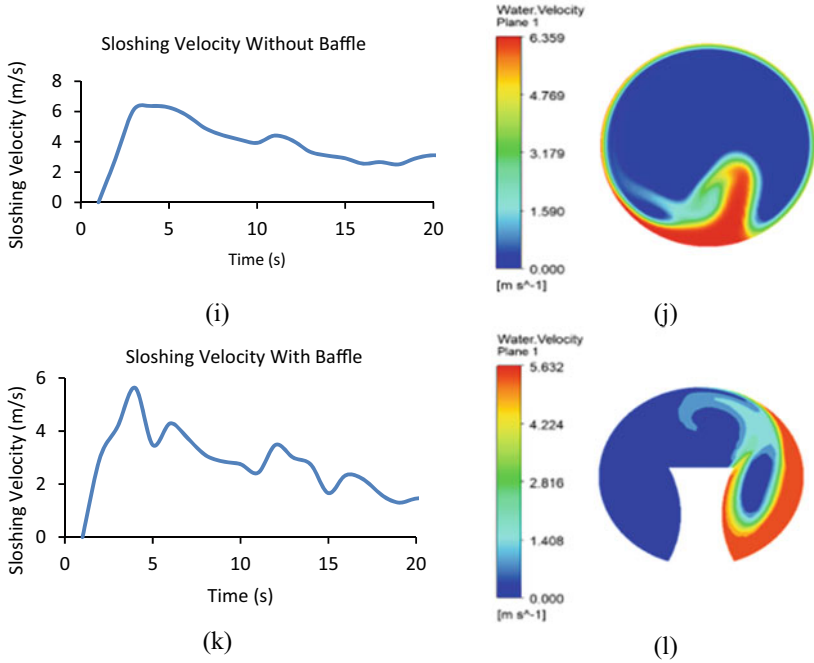 Sloshing Velocity Without Baffle
Sloshing Velocity (m/s)
8
6
4
2
0
0 5 10 15 20
Time (s)
(i)
Water.Velocity
Plane 1
6.359
4.769
3.179
1.590
0.000
[m s^-1]
(j)
Sloshing Velocity With Baffle
Sloshing Velocity (m/s)
6
4
2
0
0 5 10 15 20
Time (s)
(k)
Water.Velocity
Plane 1
5.632
4.224
2.816
1.408
0.000
[m s^-1]
(l)